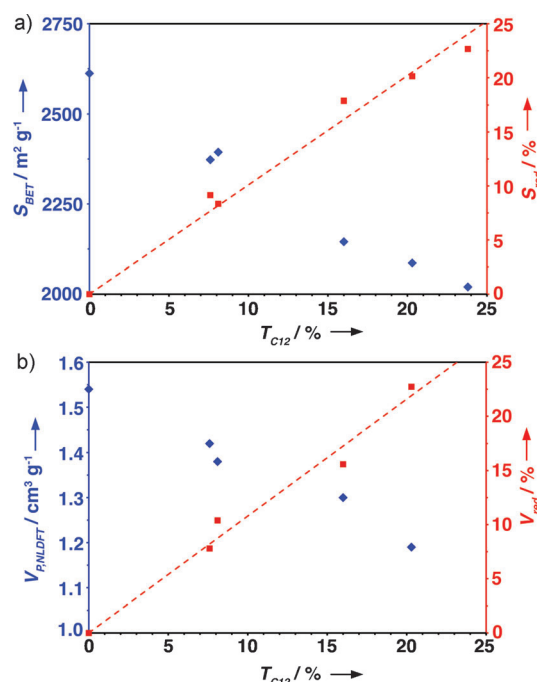 a)
2750
2500
2250
2000
S_BET / m² g⁻¹ →
25
20
15
10
5
0
S_red / % →
0 5 10 15 20 25
T_C12 / % →
b)
1.6
1.5
1.4
1.3
1.2
1.1
1.0
V_P,NLDFT / cm³ g⁻¹ →
25
20
15
10
5
0
V_red / % →
0 5 10 15 20 25
T_C12 / % →